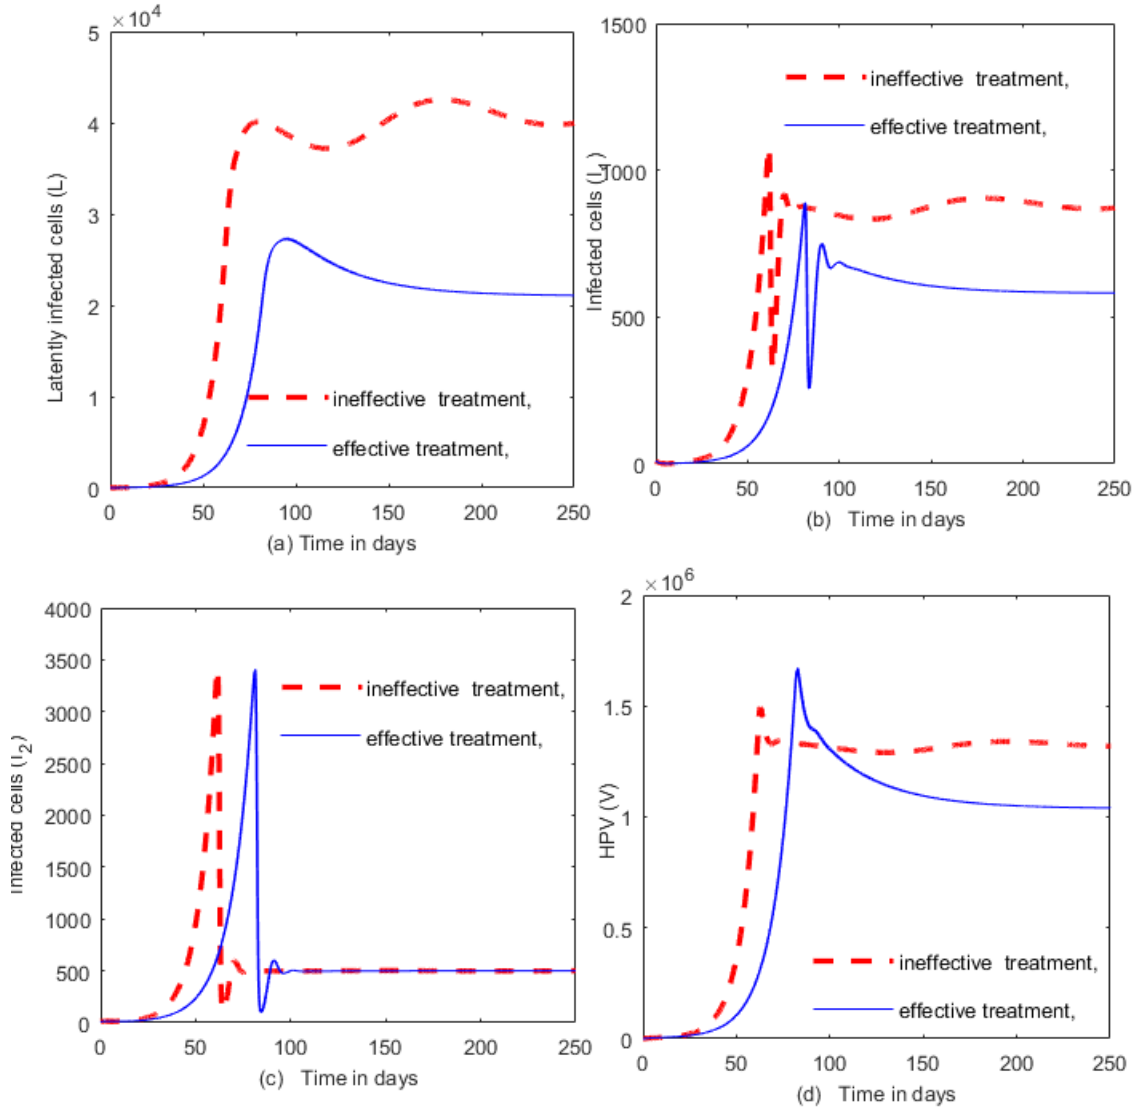 ×10⁴
5
4
3
2
1
0
Latently infected cells (L)
ineffective treatment,
effective treatment,
0 50 100 150 200 250
(a) Time in days
1500
1000
500
0
Infected cells (I₁)
ineffective treatment,
effective treatment,
0 50 100 150 200 250
(b) Time in days
4000
3500
3000
2500
2000
1500
1000
500
0
Infected cells (I₂)
ineffective treatment,
effective treatment,
0 50 100 150 200 250
(c) Time in days
×10⁶
2
1.5
1
0.5
0
HPV (V)
ineffective treatment,
effective treatment,
0 50 100 150 200 250
(d) Time in days